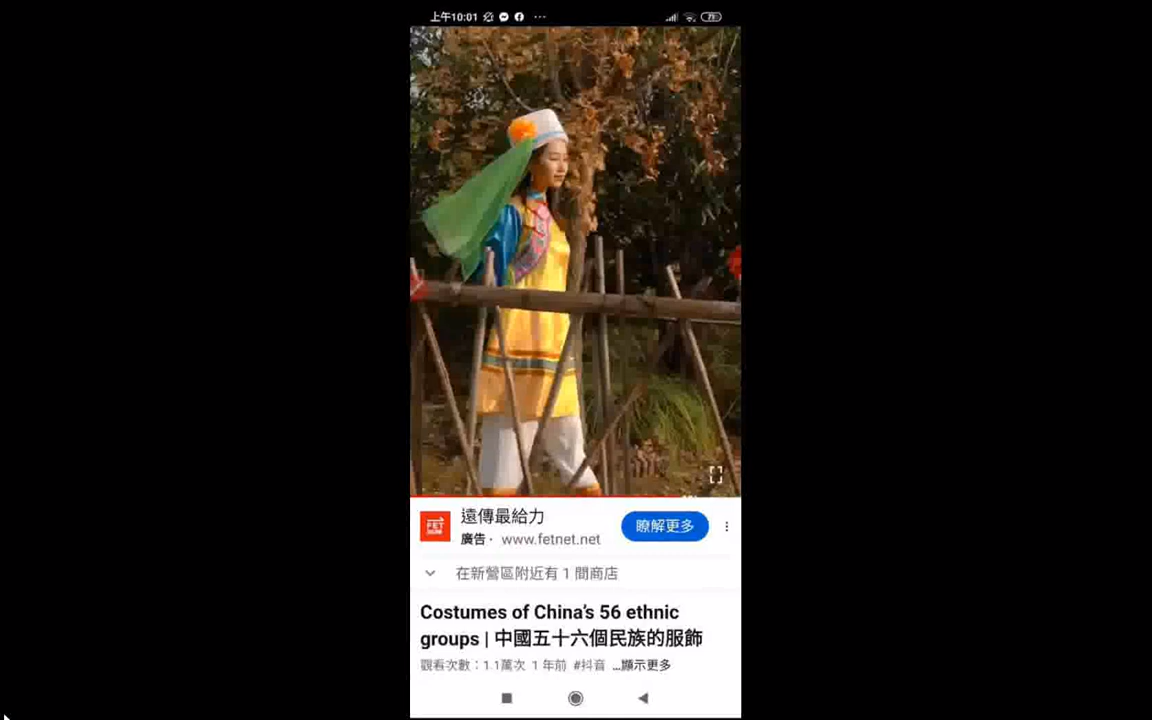 上午10:01
遠傳最給力
FET
瞭解更多
廣告 · www.fetnet.net
在新營區附近有 1 間商店
Costumes of China's 56 ethnic
groups | 中國五十六個民族的服飾
觀看次數：1.1萬次 1 年前 #抖音 ...顯示更多